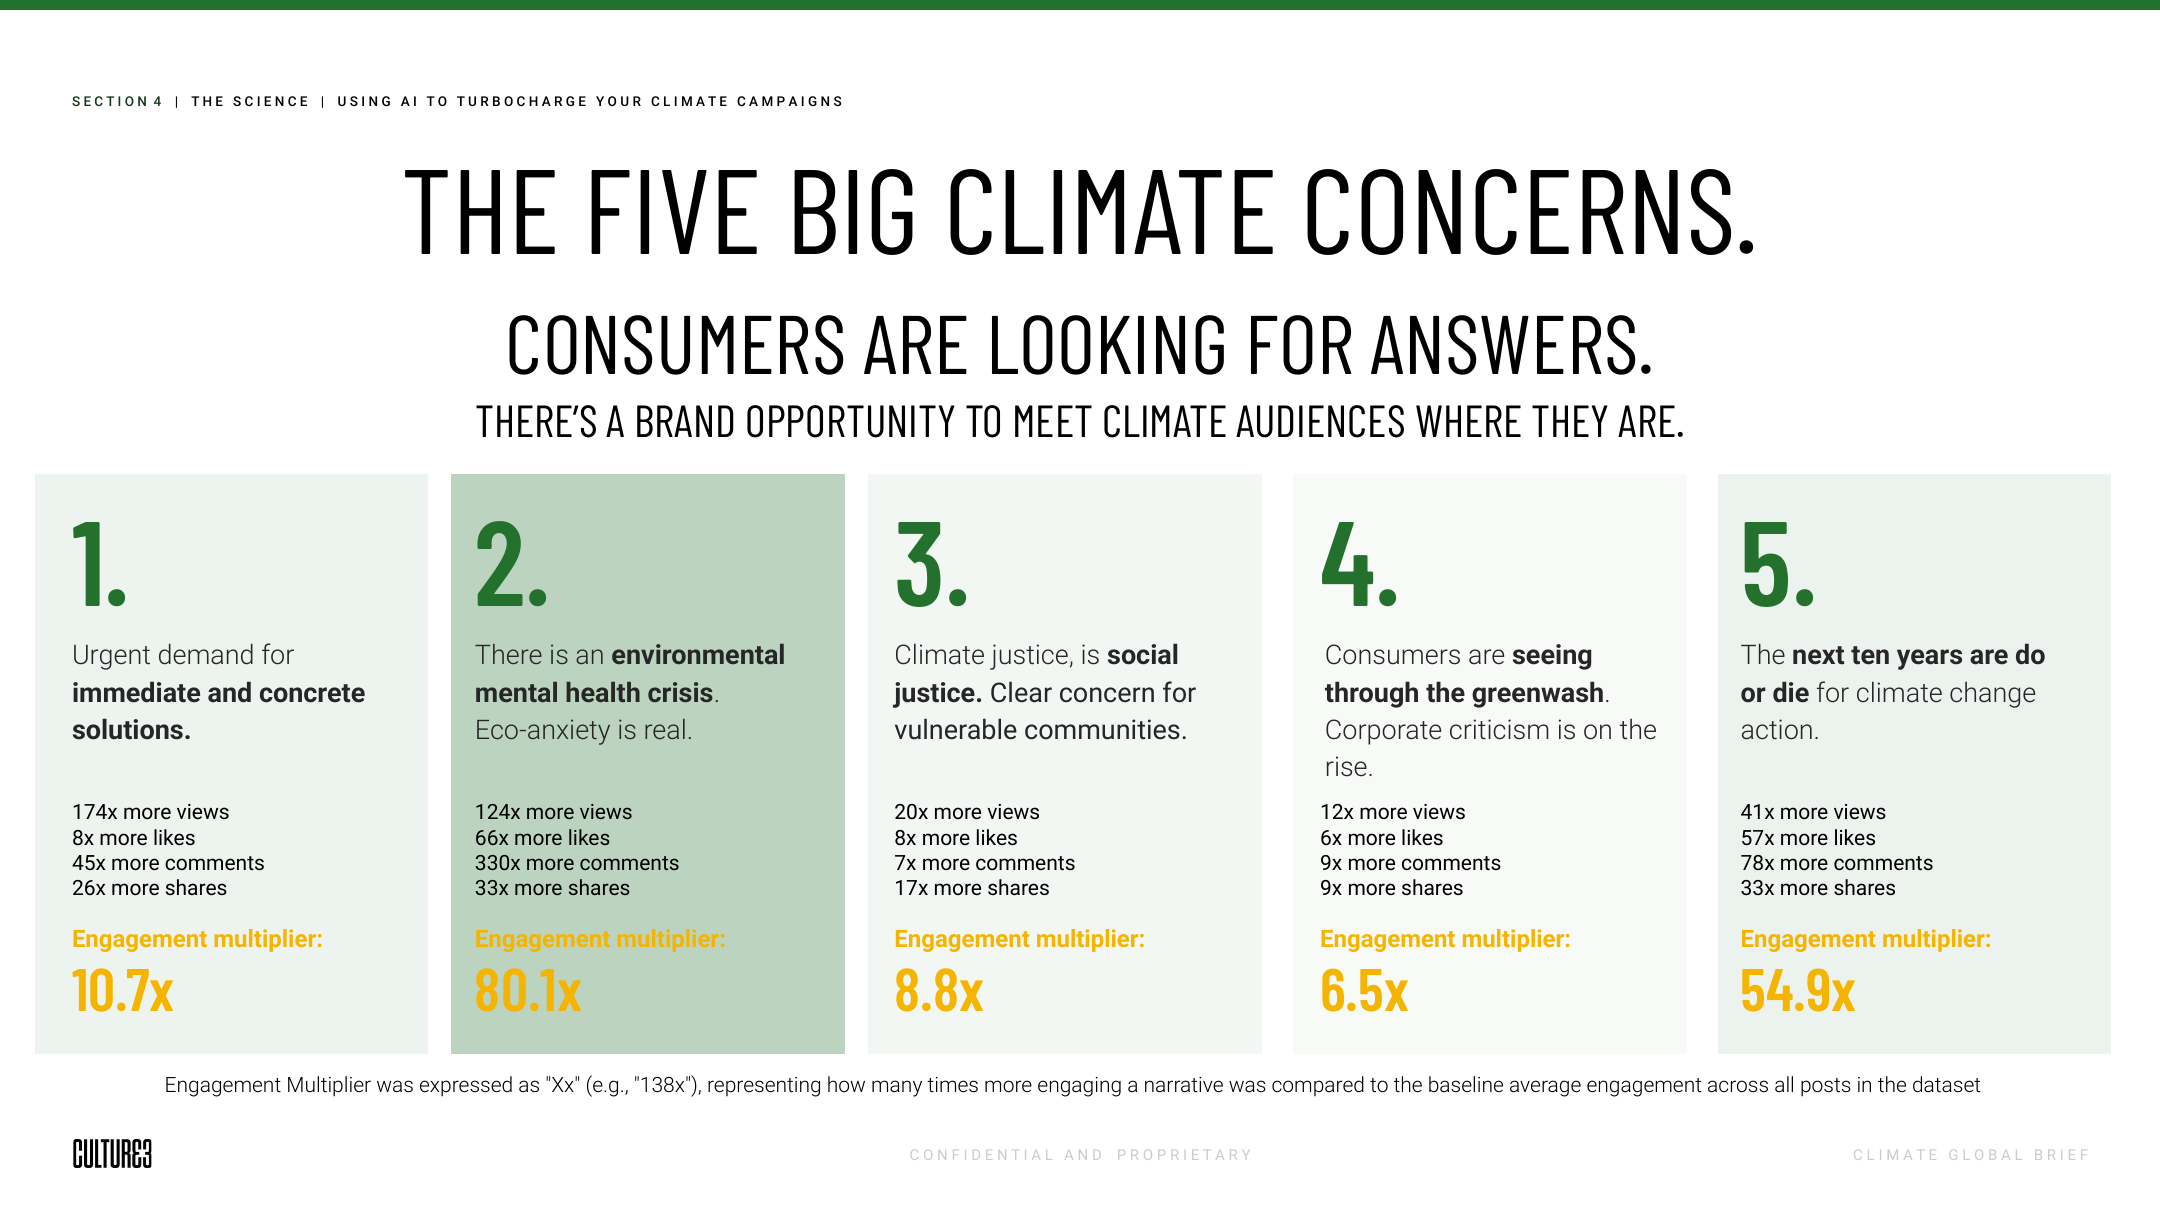 SECTION 4 | THE SCIENCE | USING AI TO TURBOCHARGE YOUR CLIMATE CAMPAIGNS
THE FIVE BIG CLIMATE CONCERNS.
CONSUMERS ARE LOOKING FOR ANSWERS.
THERE'S A BRAND OPPORTUNITY TO MEET CLIMATE AUDIENCES WHERE THEY ARE.
1.
Urgent demand for
immediate and concrete
solutions.
174x more views
8x more likes
45x more comments
26x more shares
Engagement multiplier:
10.7x
2.
There is an environmental
mental health crisis.
Eco-anxiety is real.
124x more views
66x more likes
330x more comments
33x more shares
Engagement multiplier:
80.1x
3.
Climate justice, is social
justice. Clear concern for
vulnerable communities.
20x more views
8x more likes
7x more comments
17x more shares
Engagement multiplier:
8.8x
4.
Consumers are seeing
through the greenwash.
Corporate criticism is on the
rise.
12x more views
6x more likes
9x more comments
9x more shares
Engagement multiplier:
6.5x
5.
The next ten years are do
or die for climate change
action.
41x more views
57x more likes
78x more comments
33x more shares
Engagement multiplier:
54.9x
Engagement Multiplier was expressed as "Xx" (e.g., "138x"), representing how many times more engaging a narrative was compared to the baseline average engagement across all posts in the dataset
CULTURE3
CONFIDENTIAL AND PROPRIETARY
CLIMATE GLOBAL BRIEF